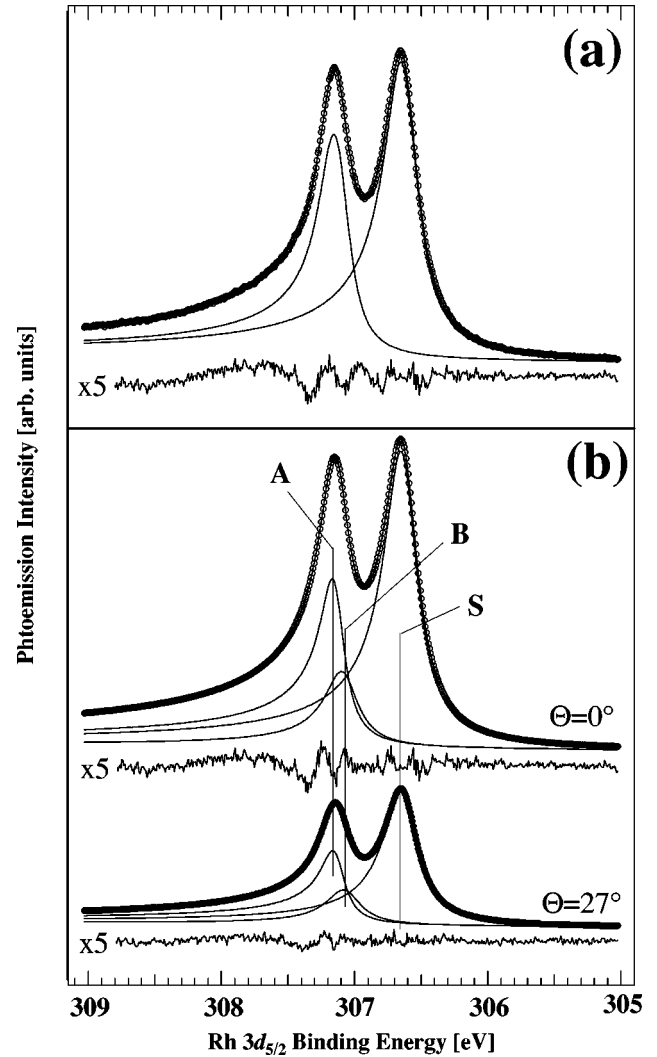 (a)
x5
(b)
A
B
S
Θ=0°
x5
Θ=27°
x5
309 308 307 306 305
Rh 3d5/2 Binding Energy [eV]
Phtoemission Intensity [arb. units]